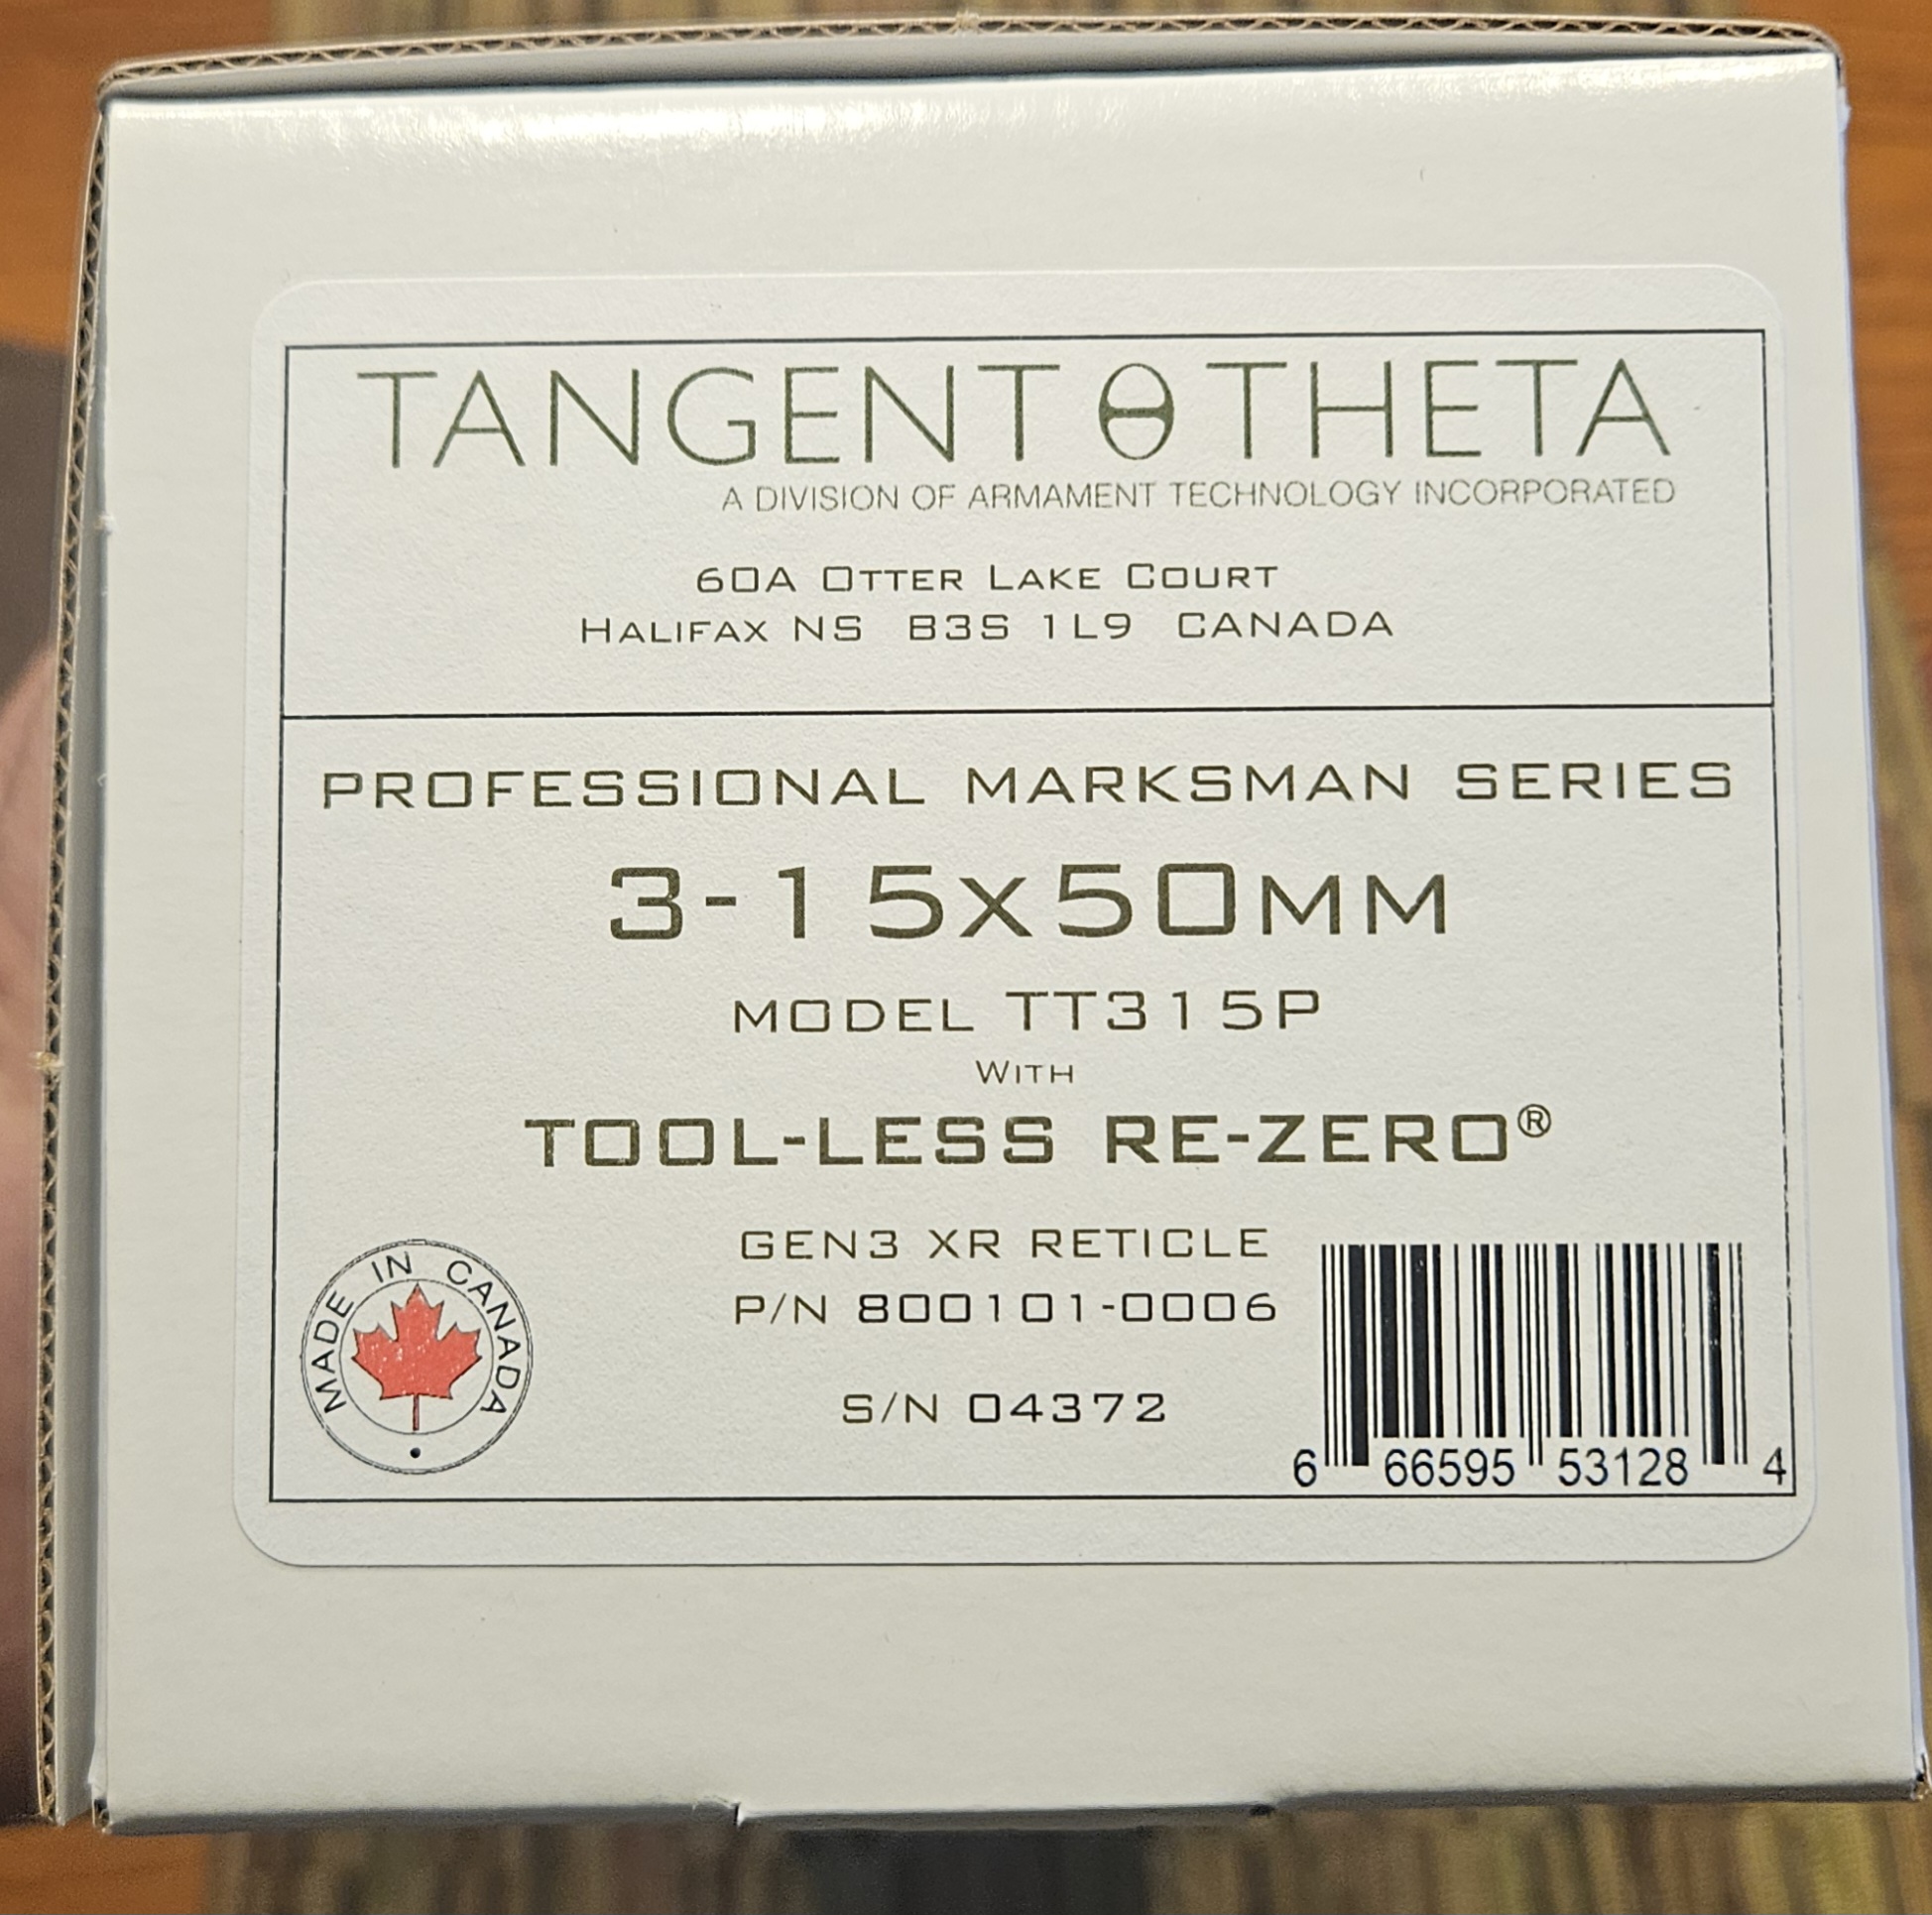 TANGENT θ THETA
A DIVISION OF ARMAMENT TECHNOLOGY INCORPORATED
60A OTTER LAKE COURT
HALIFAX NS B3S 1L9 CANADA
PROFESSIONAL MARKSMAN SERIES
3-15X50MM
MODEL TT315P
WITH
TOOL-LESS RE-ZERO®
GEN3 XR RETICLE
P/N 800101-0006
S/N 04372
MADE IN CANADA
6 66595 53128 4